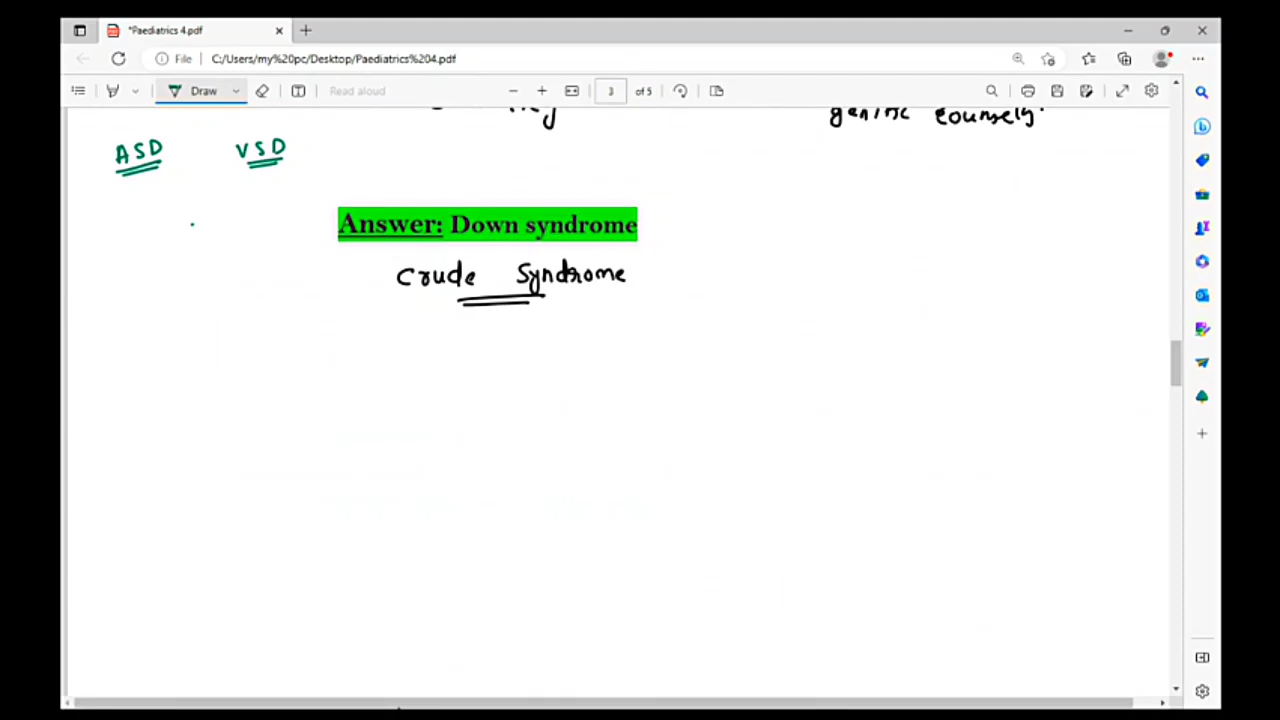 *Paediatrics 4.pdf
File C:/Users/my%20pc/Desktop/Paediatrics%204.pdf
Draw Read aloud 3 of 5
ASD VSD
Answer: Down syndrome
Crude Syndrome